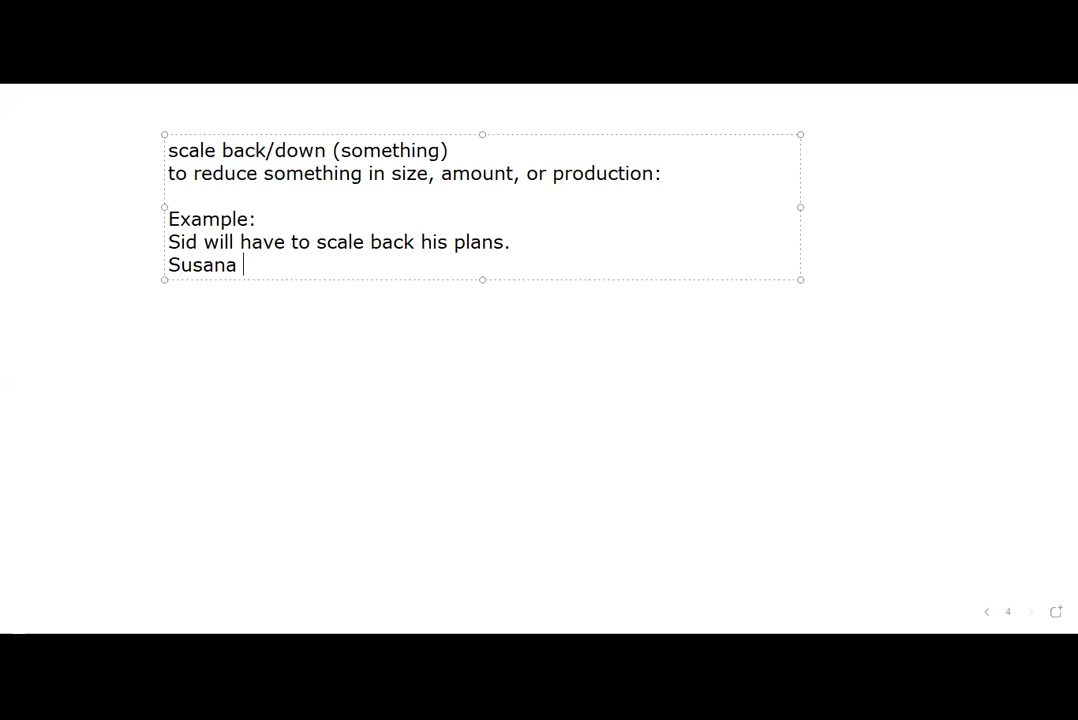 scale back/down (something)
to reduce something in size, amount, or production:
Example:
Sid will have to scale back his plans.
Susana
4